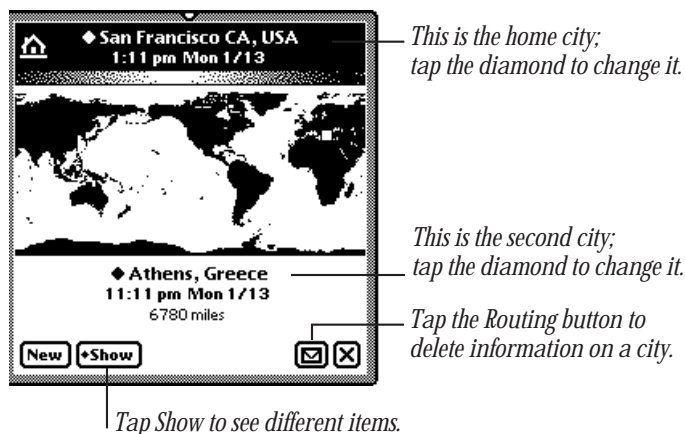 ◆ San Francisco CA, USA
1:11 pm Mon 1/13
This is the home city;
tap the diamond to change it.
This is the second city;
tap the diamond to change it.
◆ Athens, Greece
11:11 pm Mon 1/13
6780 miles
Tap the Routing button to
delete information on a city.
New ◆Show
Tap Show to see different items.